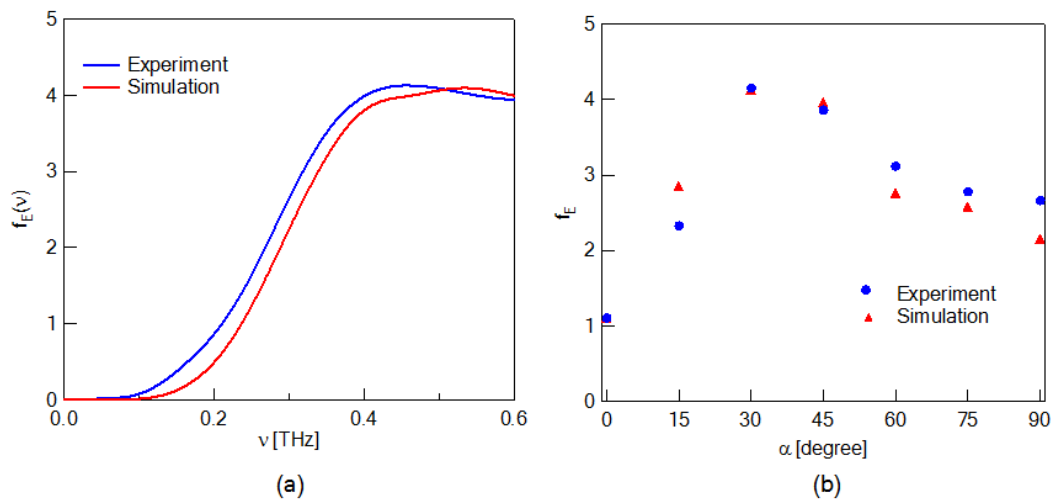 5
4
3
2
1
0
f_E(ν)
Experiment
Simulation
0.0
0.2
0.4
0.6
ν [THz]
(a)
5
4
3
2
1
0
f_E
Experiment
Simulation
0
15
30
45
60
75
90
α [degree]
(b)